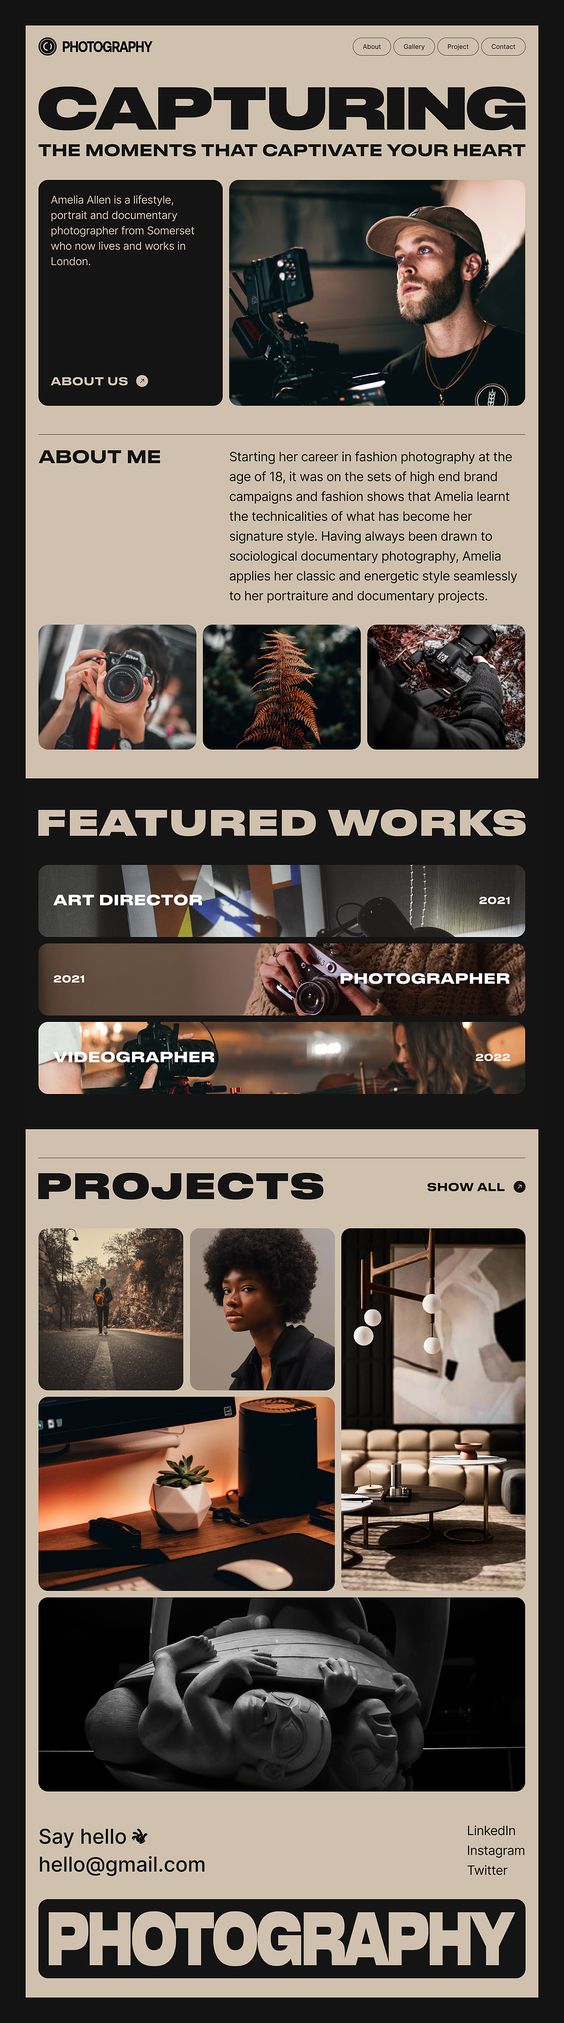 PHOTOGRAPHY
About
Gallery
Project
Contact
CAPTURING
THE MOMENTS THAT CAPTIVATE YOUR HEART
Amelia Allen is a lifestyle,
portrait and documentary
photographer from Somerset
who now lives and works in
London.
ABOUT US
ABOUT ME
Starting her career in fashion photography at the
age of 18, it was on the sets of high end brand
campaigns and fashion shows that Amelia learnt
the technicalities of what has become her
signature style. Having always been drawn to
sociological documentary photography, Amelia
applies her classic and energetic style seamlessly
to her portraiture and documentary projects.
Nikon
FEATURED WORKS
ART DIRECTOR
2021
2021
PHOTOGRAPHER
VIDEOGRAPHER
2022
PROJECTS
SHOW ALL
Say hello
hello@gmail.com
LinkedIn
Instagram
Twitter
PHOTOGRAPHY